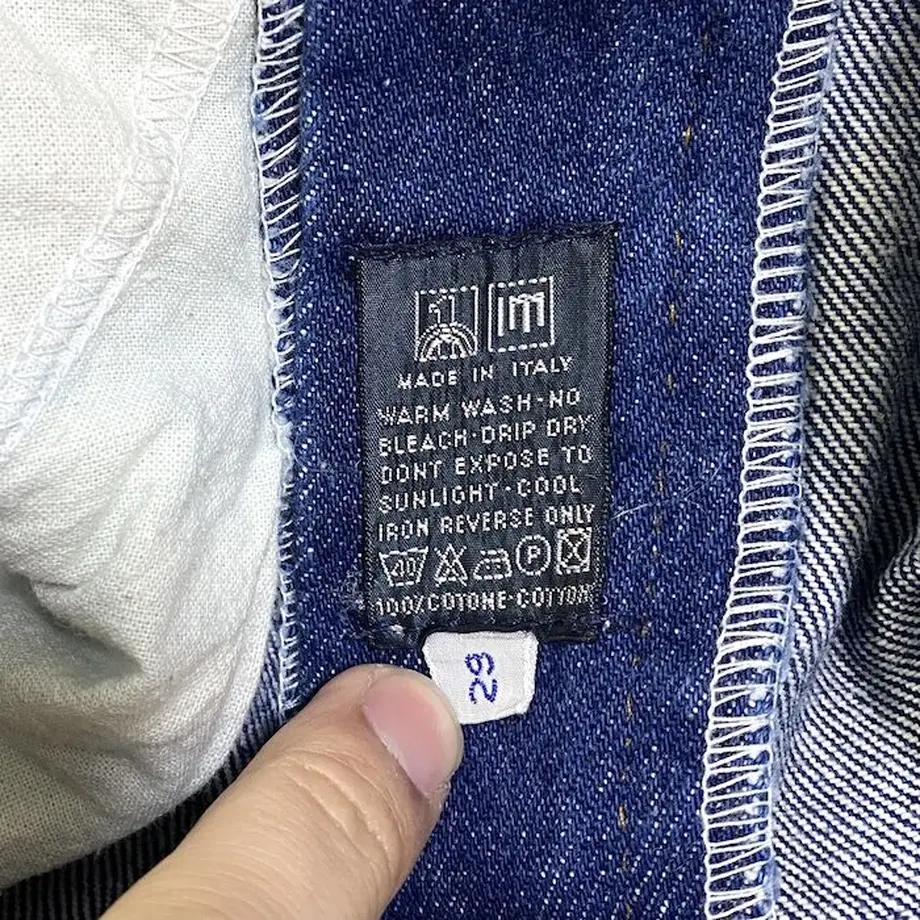 1 m
MADE IN ITALY
WARM WASH-NO
BLEACH-DRIP DRY
DONT EXPOSE TO
SUNLIGHT-COOL
IRON REVERSE ONLY
40 P
100% COTONE-COTTON
29